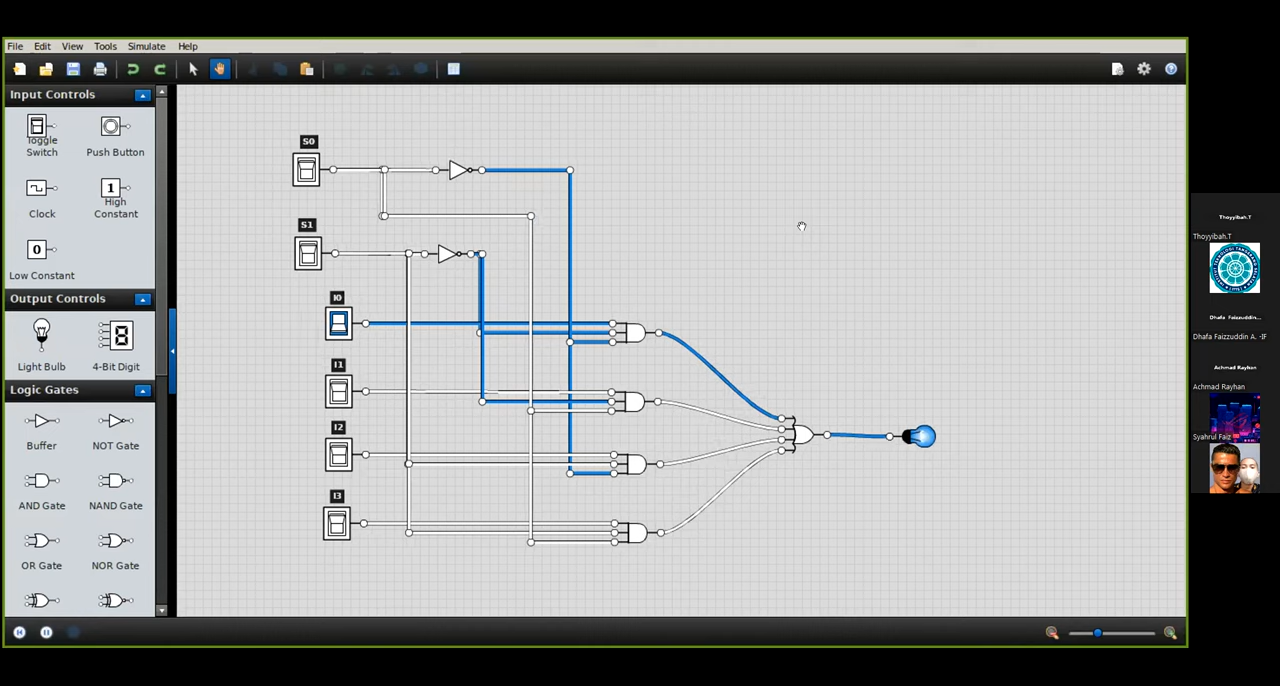 File Edit View Tools Simulate Help
Input Controls
Toggle Switch
Push Button
Clock
1
High Constant
0
Low Constant
Output Controls
Light Bulb
4-Bit Digit
Logic Gates
Buffer
NOT Gate
AND Gate
NAND Gate
OR Gate
NOR Gate
S0
S1
I0
I1
I2
I3
Thoyyibah.T
Thoyyibah.T
Dhafa Faizzuddin...
Dhafa Faizzuddin A. -IF
Achmad Rayhan
Achmad Rayhan
Syahrul Faiz